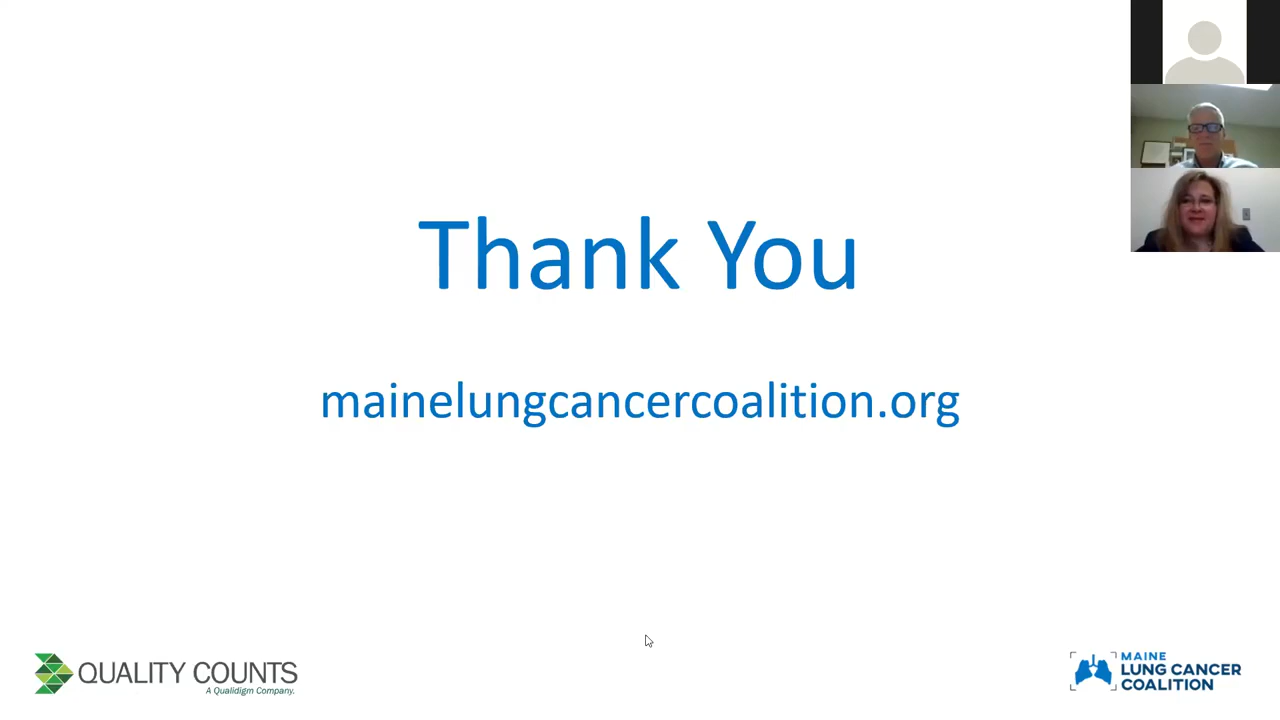 Thank You
mainelungcancercoalition.org
QUALITY COUNTS
A Qualidigm Company.
MAINE
LUNG CANCER
COALITION